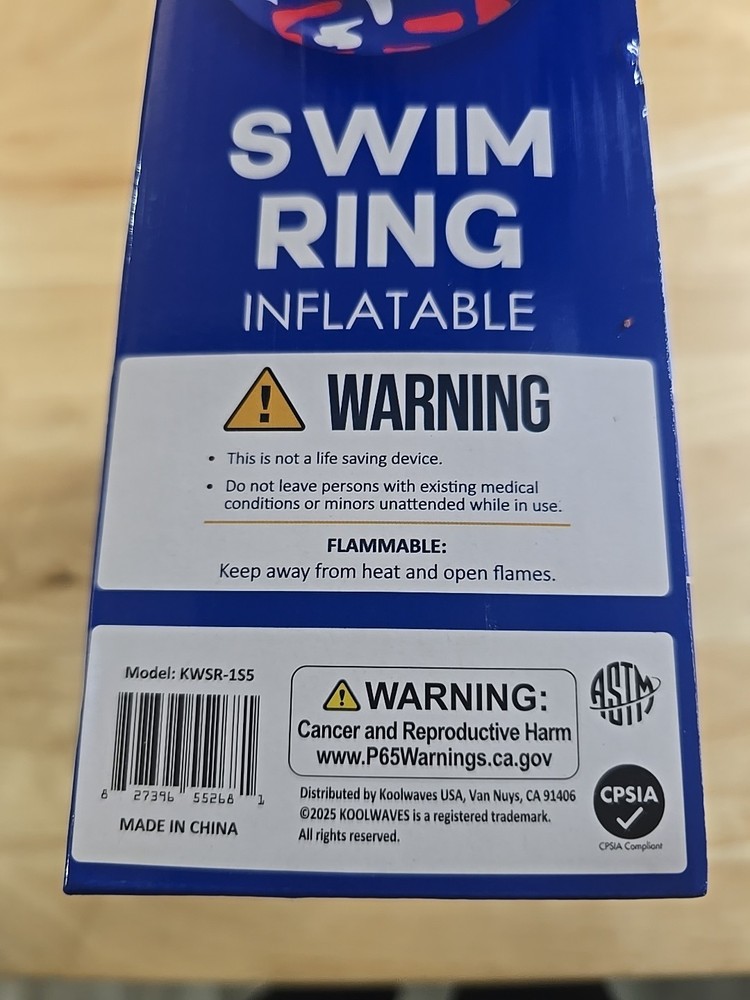 SWIM
RING
INFLATABLE
WARNING
• This is not a life saving device.
• Do not leave persons with existing medical
conditions or minors unattended while in use.
FLAMMABLE:
Keep away from heat and open flames.
Model: KWSR-1S5
8 27396 55268 1
MADE IN CHINA
WARNING:
Cancer and Reproductive Harm
www.P65Warnings.ca.gov
Distributed by Koolwaves USA, Van Nuys, CA 91406
©2025 KOOLWAVES is a registered trademark.
All rights reserved.
ASTM
CPSIA
CPSIA Compliant